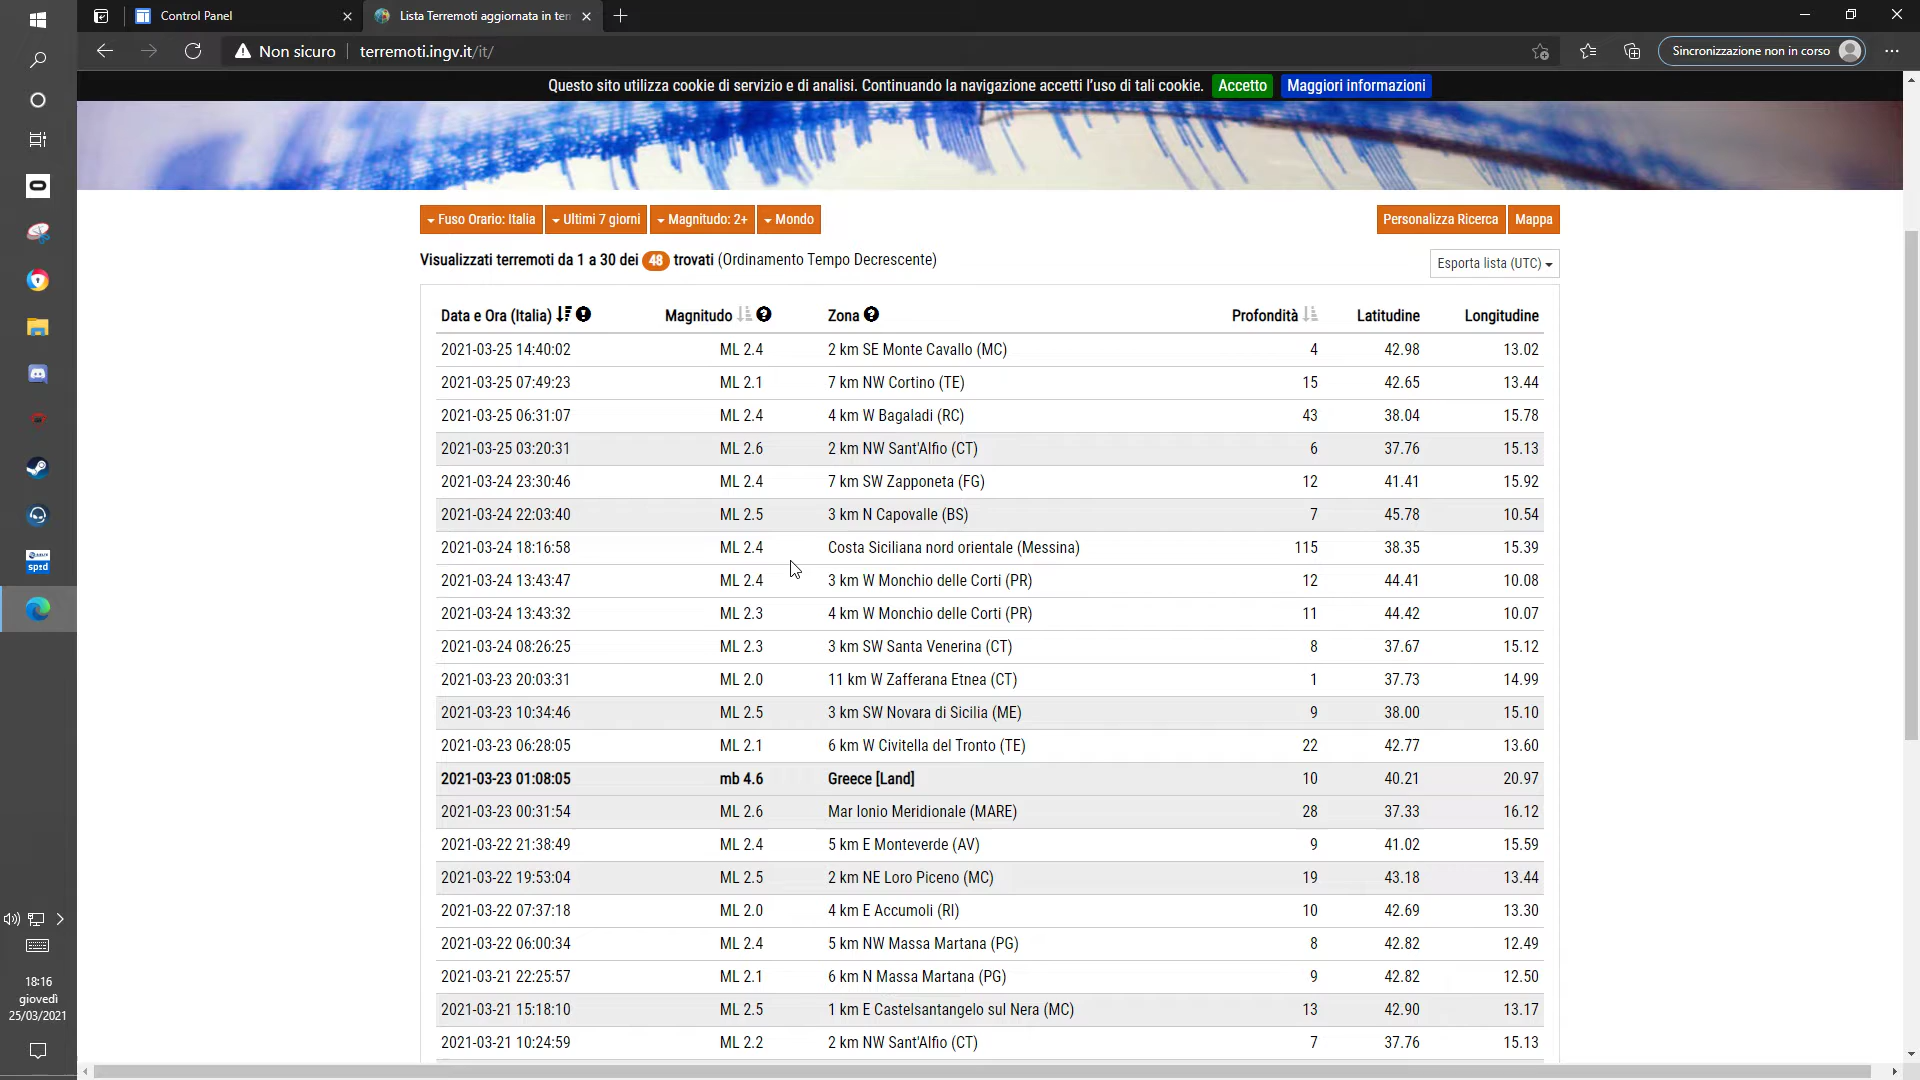 Control Panel
Lista Terremoti aggiornata in ter
Non sicuro
terremoti.ingv.it/it/
Sincronizzazione non in corso
Questo sito utilizza cookie di servizio e di analisi. Continuando la navigazione accetti l'uso di tali cookie. Accetto Maggiori informazioni
Fuso Orario: Italia Ultimi 7 giorni Magnitudo: 2+ Mondo Personalizza Ricerca Mappa
Visualizzati terremoti da 1 a 30 dei 48 trovati (Ordinamento Tempo Decrescente)
Esporta lista (UTC)
Data e Ora (Italia) Magnitudo Zona Profondità Latitudine Longitudine
2021-03-25 14:40:02 ML 2.4 2 km SE Monte Cavallo (MC) 4 42.98 13.02
2021-03-25 07:49:23 ML 2.1 7 km NW Cortino (TE) 15 42.65 13.44
2021-03-25 06:31:07 ML 2.4 4 km W Bagaladi (RC) 43 38.04 15.78
2021-03-25 03:20:31 ML 2.6 2 km NW Sant'Alfio (CT) 6 37.76 15.13
2021-03-24 23:30:46 ML 2.4 7 km SW Zapponeta (FG) 12 41.41 15.92
2021-03-24 22:03:40 ML 2.5 3 km N Capovalle (BS) 7 45.78 10.54
2021-03-24 18:16:58 ML 2.4 Costa Siciliana nord orientale (Messina) 115 38.35 15.39
2021-03-24 13:43:47 ML 2.4 3 km W Monchio delle Corti (PR) 12 44.41 10.08
2021-03-24 13:43:32 ML 2.3 4 km W Monchio delle Corti (PR) 11 44.42 10.07
2021-03-24 08:26:25 ML 2.3 3 km SW Santa Venerina (CT) 8 37.67 15.12
2021-03-23 20:03:31 ML 2.0 11 km W Zafferana Etnea (CT) 1 37.73 14.99
2021-03-23 10:34:46 ML 2.5 3 km SW Novara di Sicilia (ME) 9 38.00 15.10
2021-03-23 06:28:05 ML 2.1 6 km W Civitella del Tronto (TE) 22 42.77 13.60
2021-03-23 01:08:05 mb 4.6 Greece [Land] 10 40.21 20.97
2021-03-23 00:31:54 ML 2.6 Mar Ionio Meridionale (MARE) 28 37.33 16.12
2021-03-22 21:38:49 ML 2.4 5 km E Monteverde (AV) 9 41.02 15.59
2021-03-22 19:53:04 ML 2.5 2 km NE Loro Piceno (MC) 19 43.18 13.44
2021-03-22 07:37:18 ML 2.0 4 km E Accumoli (RI) 10 42.69 13.30
2021-03-22 06:00:34 ML 2.4 5 km NW Massa Martana (PG) 8 42.82 12.49
2021-03-21 22:25:57 ML 2.1 6 km N Massa Martana (PG) 9 42.82 12.50
2021-03-21 15:18:10 ML 2.5 1 km E Castelsantangelo sul Nera (MC) 13 42.90 13.17
2021-03-21 10:24:59 ML 2.2 2 km NW Sant'Alfio (CT) 7 37.76 15.13
spid
18:16
giovedì
25/03/2021